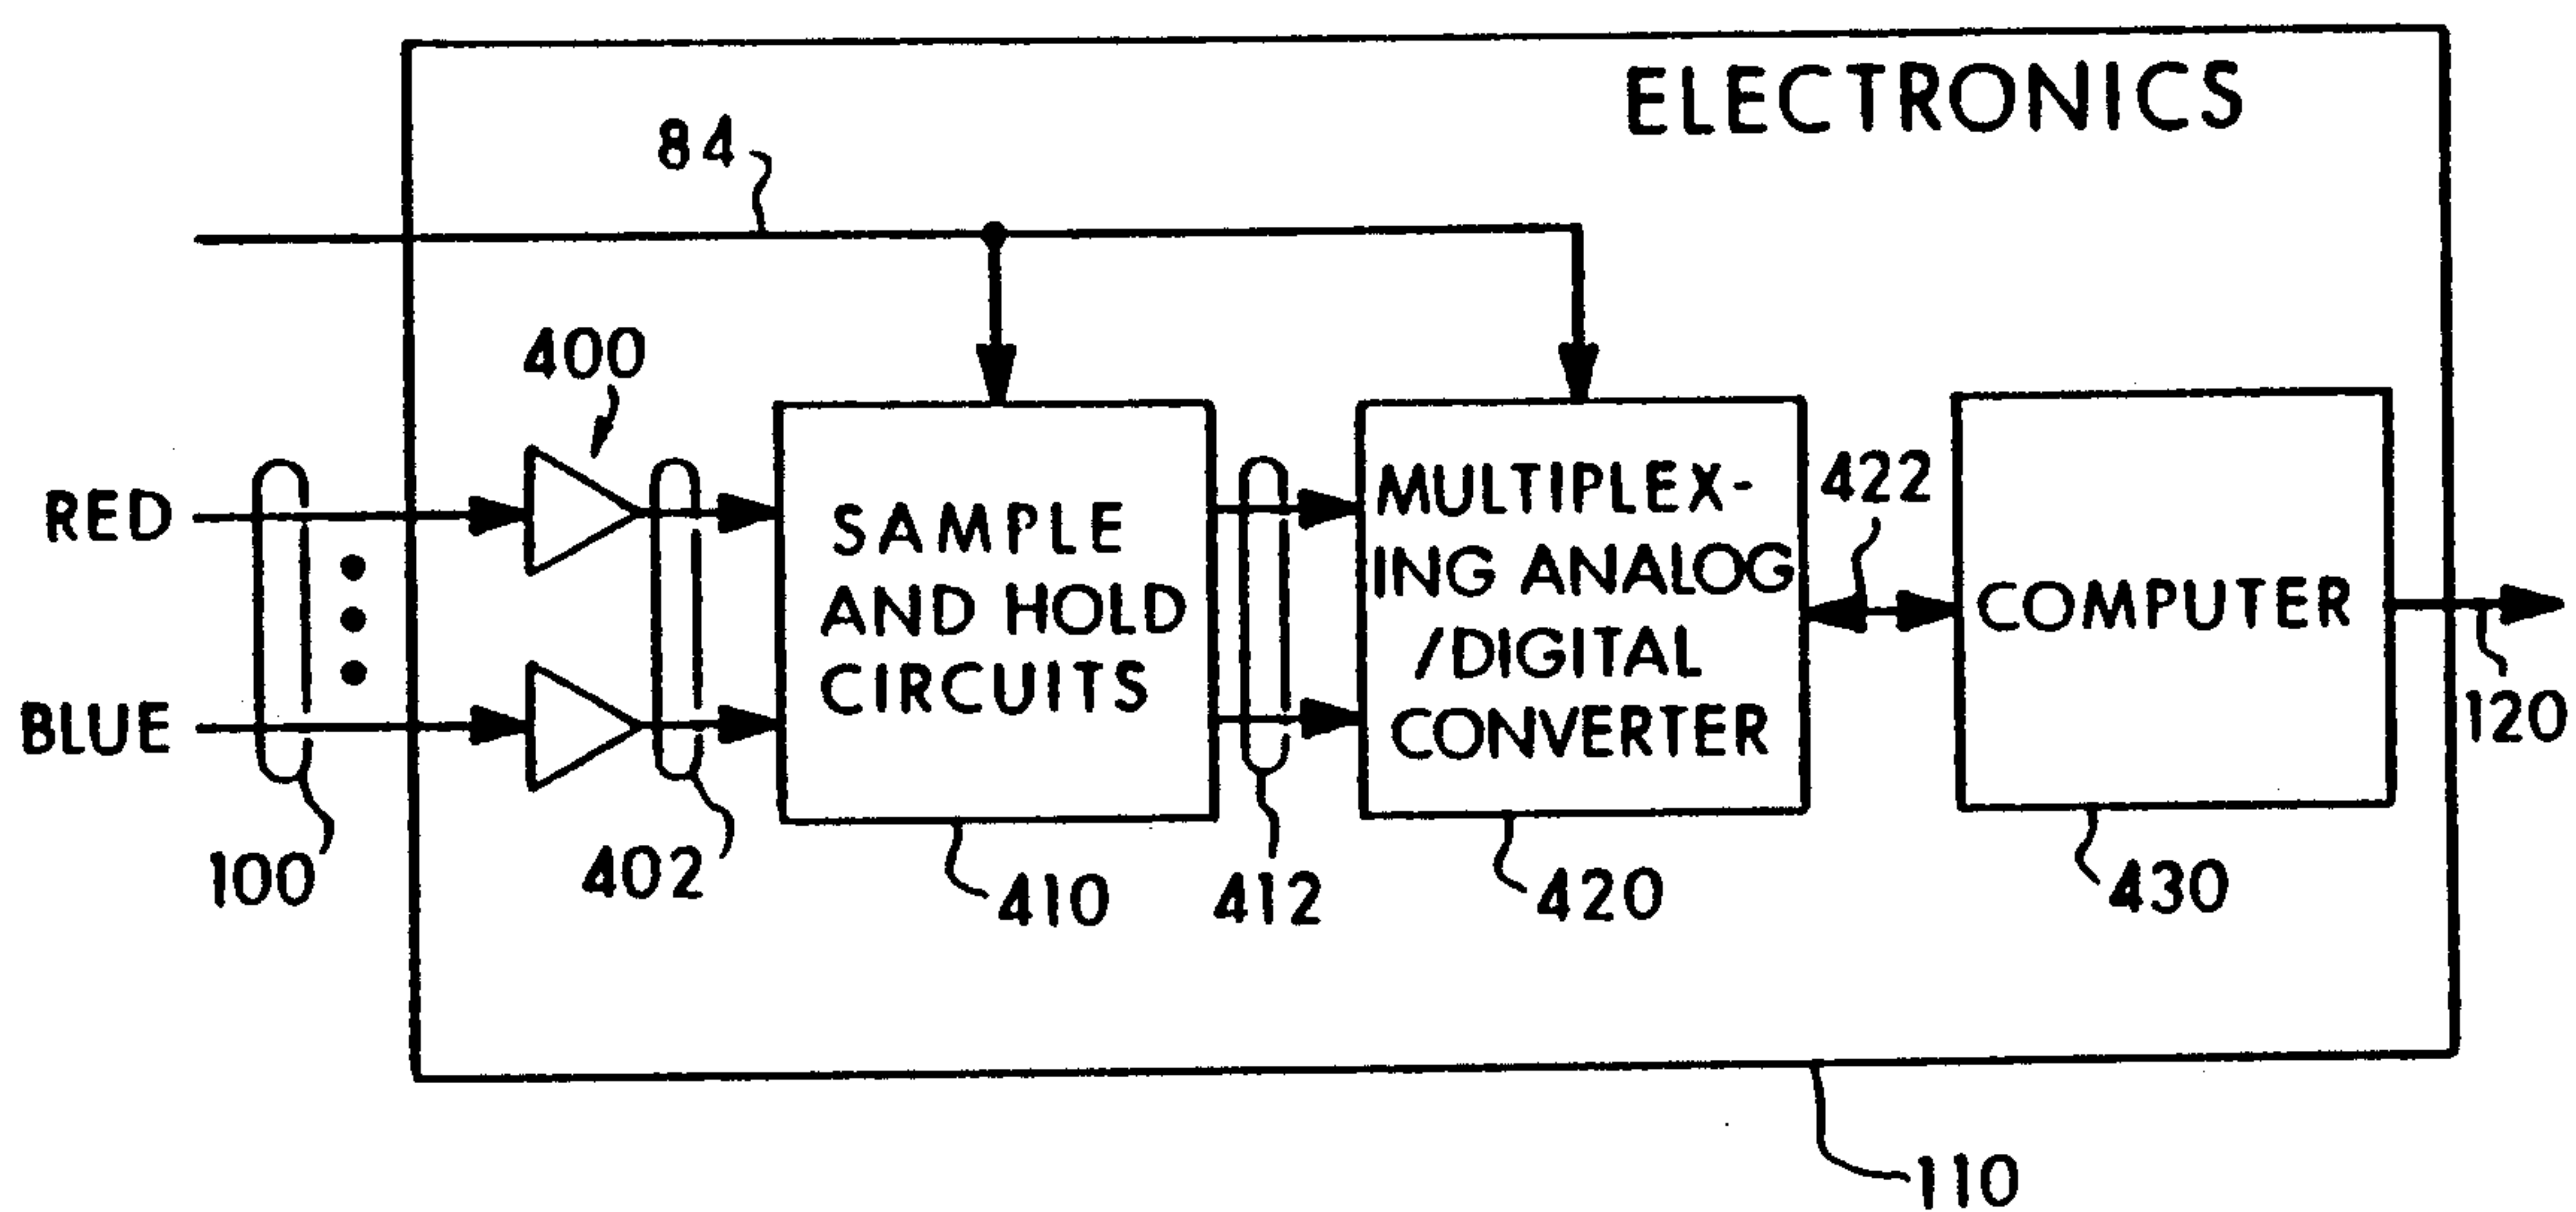 ELECTRONICS
84
400
RED
BLUE
SAMPLE
AND HOLD
CIRCUITS
MULTIPLEX-
ING ANALOG
/DIGITAL
CONVERTER
422
COMPUTER
120
100
402
410
412
420
430
110